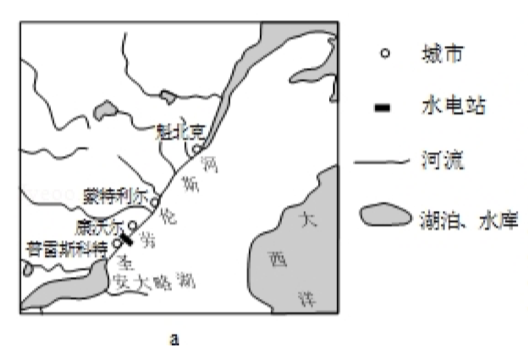 魁北克
蒙特利尔
康沃尔
普雷斯科特
圣劳伦斯河
安大略湖
大西洋
城市
水电站
河流
湖泊、水库
a